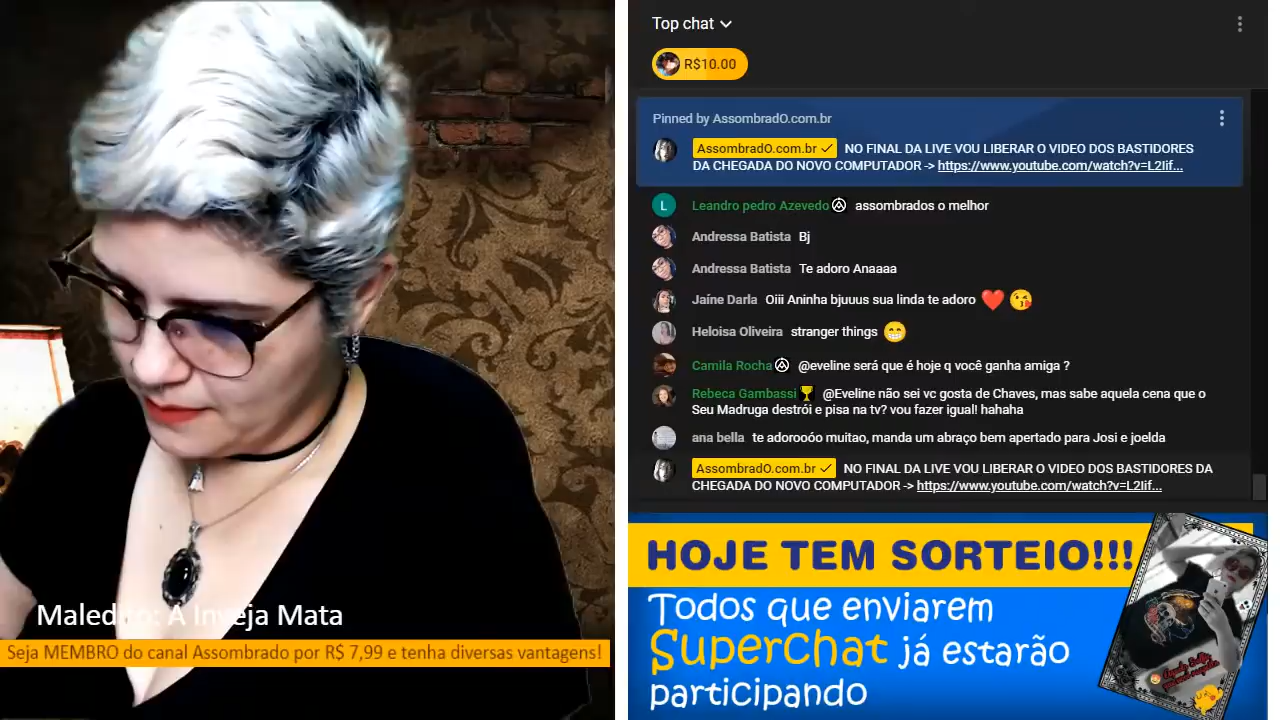 Top chat
R$10.00
Pinned by AssombradO.com.br
AssombradO.com.br NO FINAL DA LIVE VOU LIBERAR O VIDEO DOS BASTIDORES
DA CHEGADA DO NOVO COMPUTADOR -> https://www.youtube.com/watch?v=L2Iif...
L Leandro pedro Azevedo assombrados o melhor
Andressa Batista Bj
Andressa Batista Te adoro Anaaaa
Jaíne Darla Oiii Aninha bjuuus sua linda te adoro ❤️ 😘
Heloisa Oliveira stranger things 😁
Camila Rocha @eveline será que é hoje q você ganha amiga ?
Rebeca Gambassi @Eveline não sei vc gosta de Chaves, mas sabe aquela cena que o
Seu Madruga destrói e pisa na tv? vou fazer igual! hahaha
ana bella te adorooóo muitao, manda um abraço bem apertado para Josi e joelda
AssombradO.com.br NO FINAL DA LIVE VOU LIBERAR O VIDEO DOS BASTIDORES DA
CHEGADA DO NOVO COMPUTADOR -> https://www.youtube.com/watch?v=L2Iif...
HOJE TEM SORTEIO!!!
Todos que enviarem
Superchat já estarão
participando
Maledito: A Inveja Mata
Seja MEMBRO do canal Assombrado por R$ 7,99 e tenha diversas vantagens!